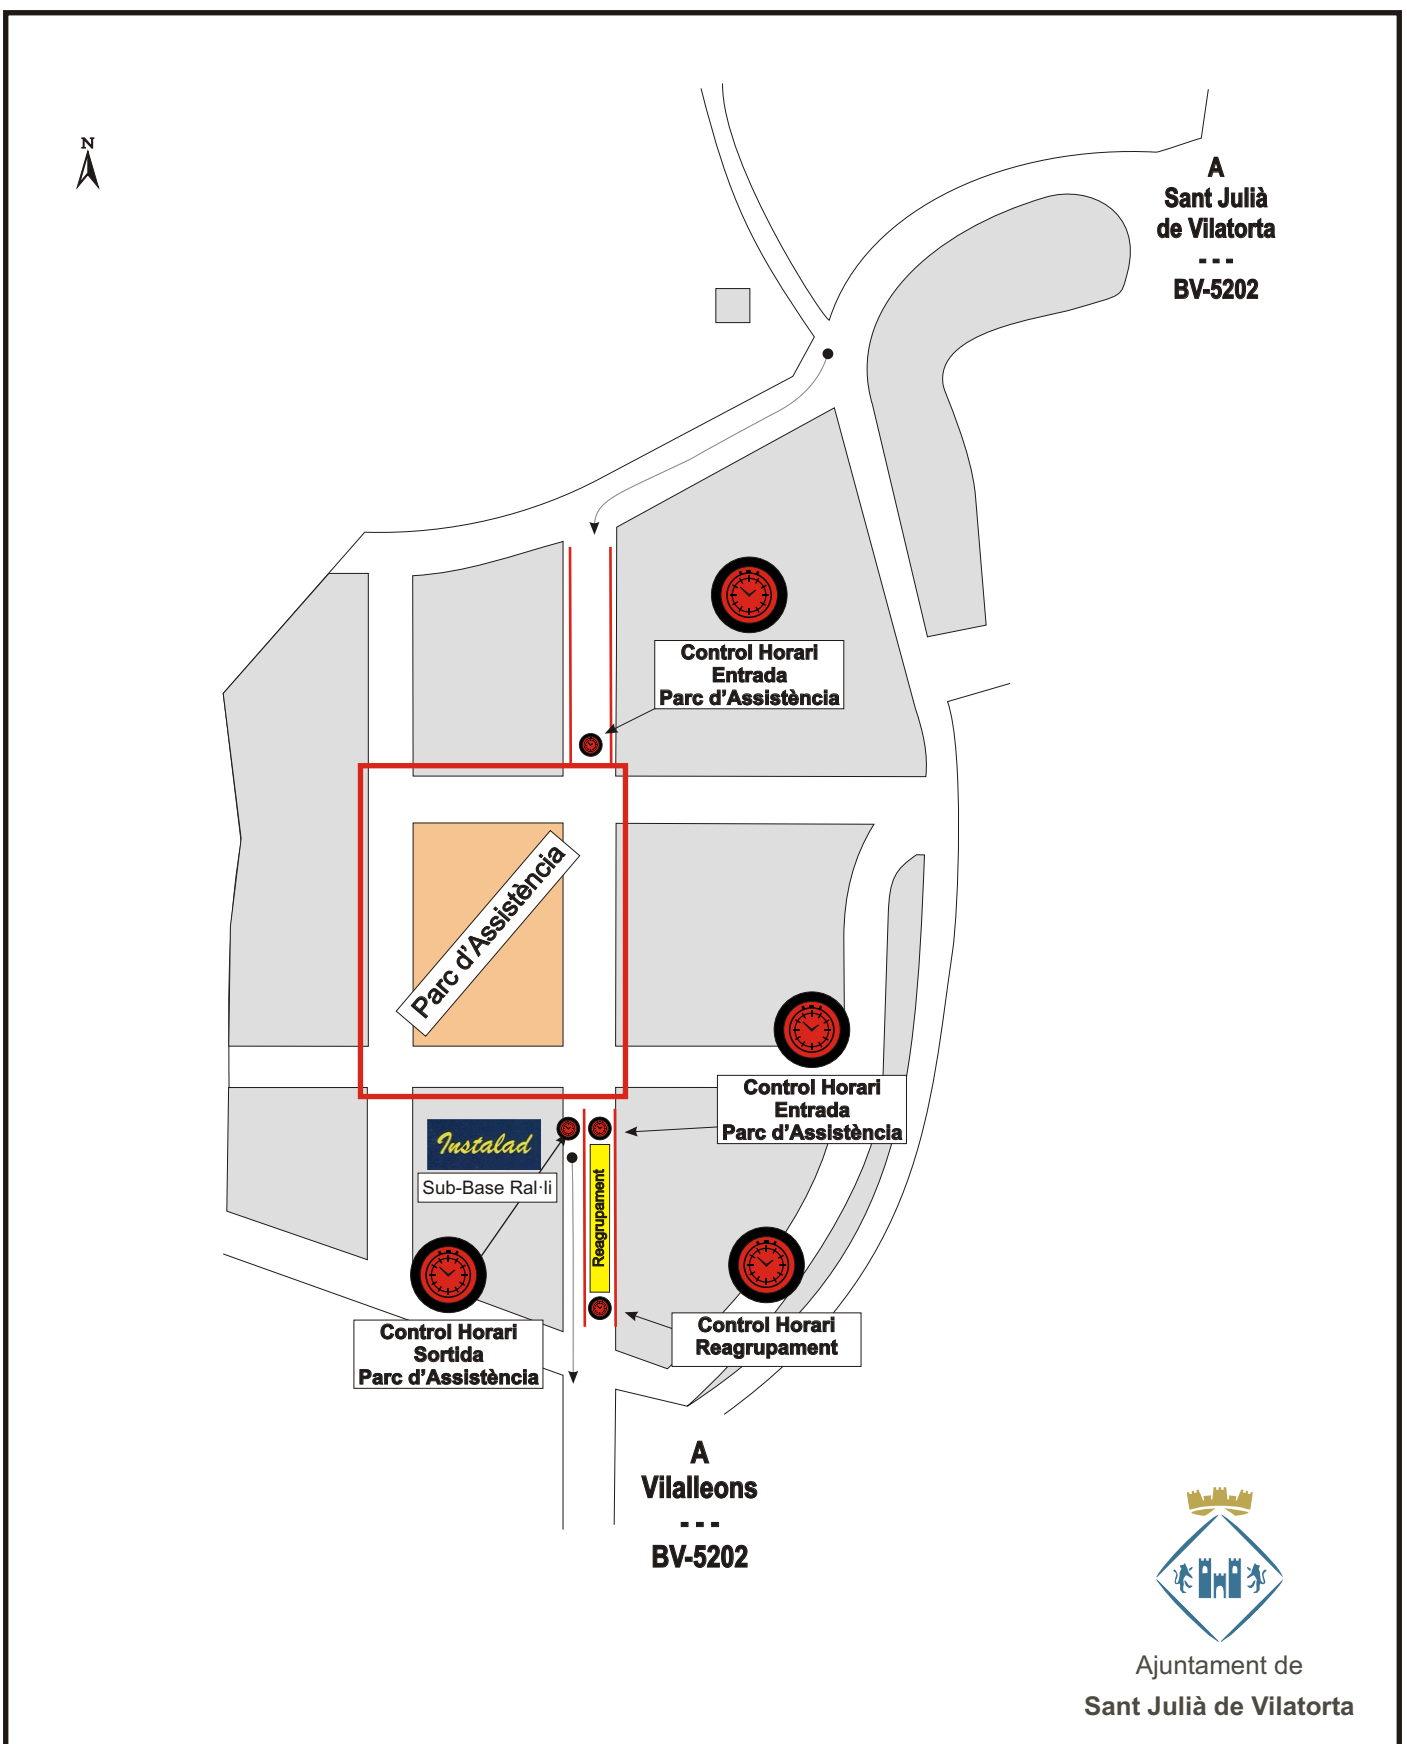 N
A
Sant Julià
de Vilatorta
---
BV-5202
Control Horari
Entrada
Parc d'Assistència
Parc d'Assistència
Control Horari
Entrada
Parc d'Assistència
Instalad
Sub-Base Ral·li
Reagrupament
Control Horari
Reagrupament
Control Horari
Sortida
Parc d'Assistència
A
Vilalleons
---
BV-5202
Ajuntament de
Sant Julià de Vilatorta